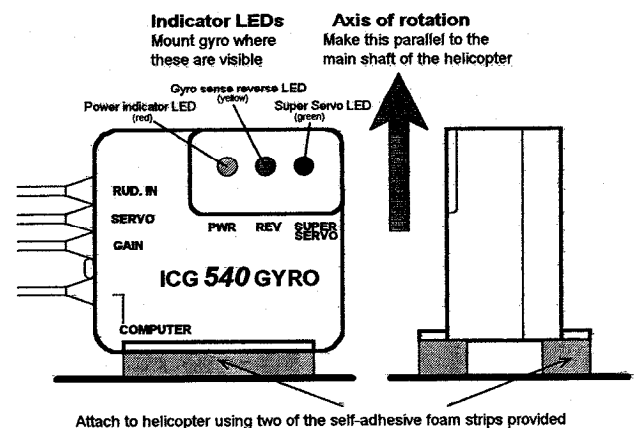 Indicator LEDs
Mount gyro where
these are visible
Axis of rotation
Make this parallel to the
main shaft of the helicopter
Gyro sense reverse LED
(yellow)
Power indicator LED
(red)
Super Servo LED
(green)
RUD. IN
SERVO
GAIN
PWR
REV
SUPER
SERVO
ICG 540 GYRO
COMPUTER
Attach to helicopter using two of the self-adhesive foam strips provided